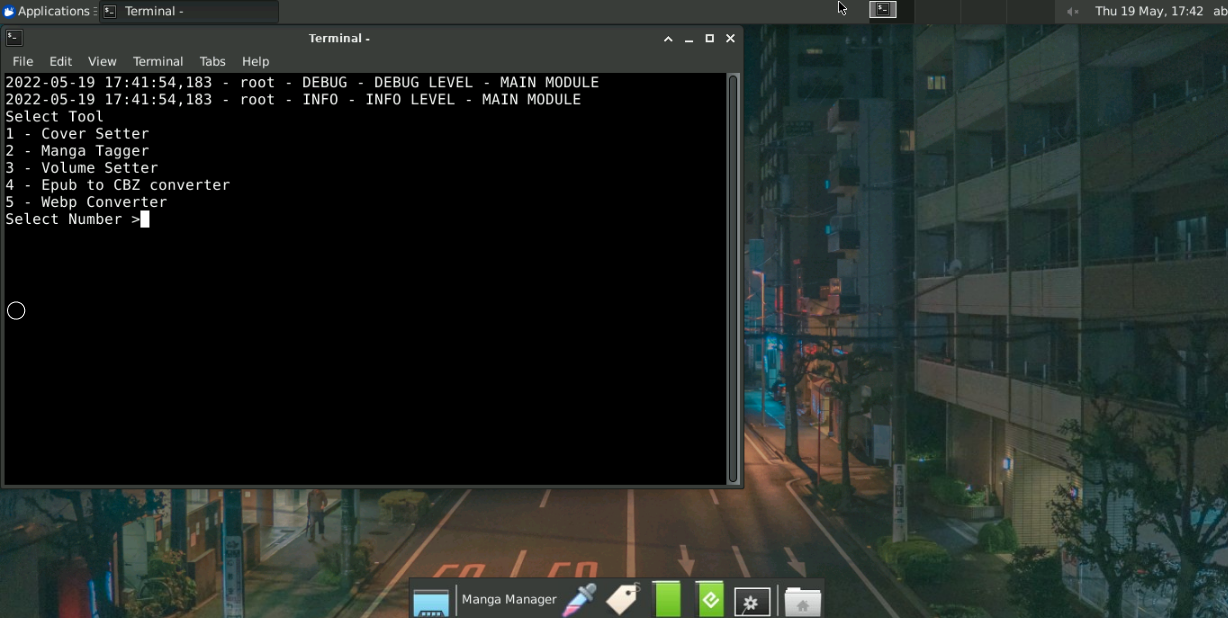 Applications
Terminal -
Thu 19 May, 17:42
ab
Terminal -
File Edit View Terminal Tabs Help
2022-05-19 17:41:54,183 - root - DEBUG - DEBUG LEVEL - MAIN MODULE
2022-05-19 17:41:54,183 - root - INFO - INFO LEVEL - MAIN MODULE
Select Tool
1 - Cover Setter
2 - Manga Tagger
3 - Volume Setter
4 - Epub to CBZ converter
5 - Webp Converter
Select Number >
Manga Manager